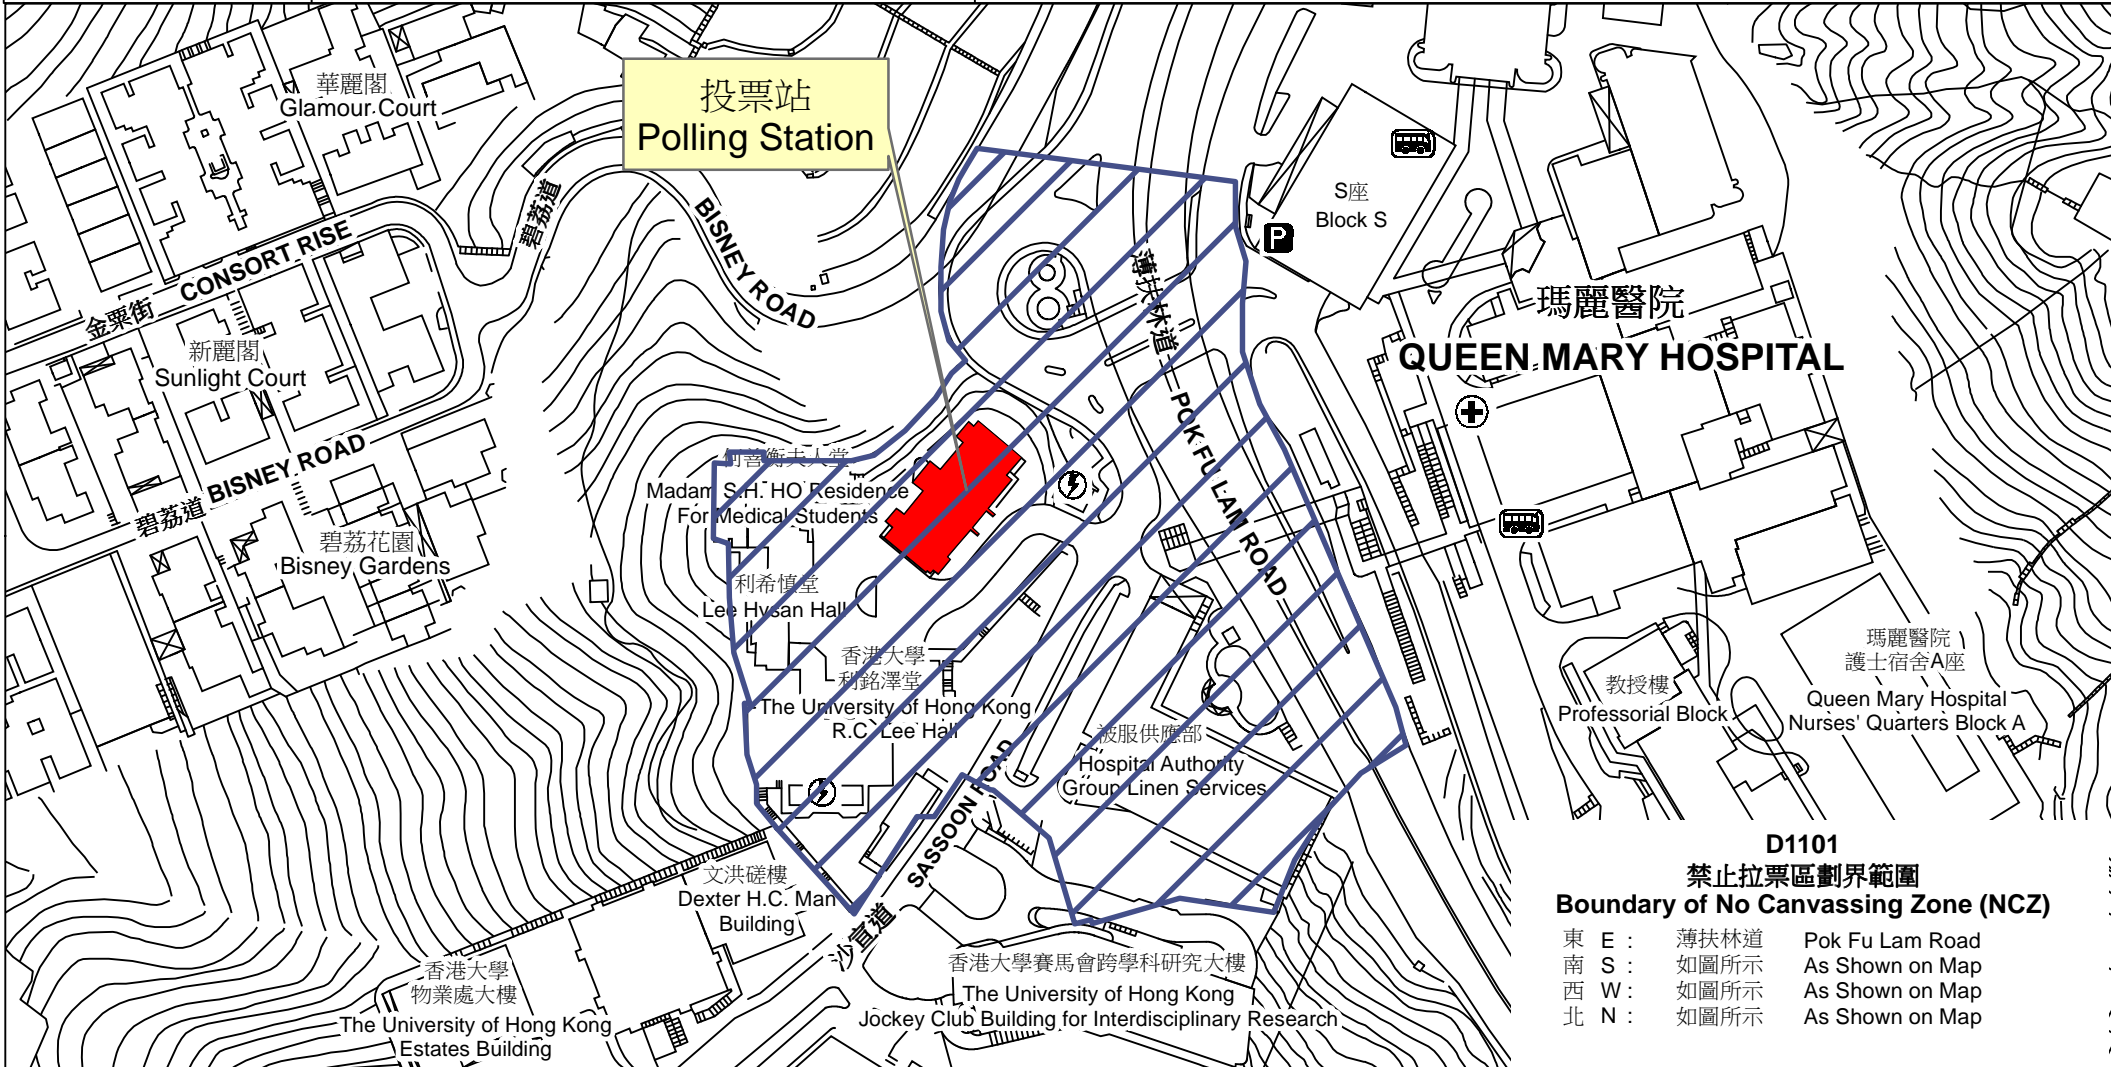 華麗閣
Glamour Court
投票站
Polling Station
碧荔道
BISNEY ROAD
金粟街 CONSORT RISE
新麗閣
Sunlight Court
碧荔道 BISNEY ROAD
碧荔花園
Bisney Gardens
S座
Block S
P
薄扶林道 POK FU LAM ROAD
瑪麗醫院
QUEEN MARY HOSPITAL
何善衡夫人堂
Madam S.H. HO Residence
For Medical Students
利希慎堂
Lee Hysan Hall
香港大學
利銘澤堂
The University of Hong Kong
R.C. Lee Hall
被服供應部
Hospital Authority
Group Linen Services
教授樓
Professorial Block
瑪麗醫院
護士宿舍A座
Queen Mary Hospital
Nurses' Quarters Block A
文洪磋樓
Dexter H.C. Man
Building
沙宣道 SASSOON ROAD
香港大學
物業處大樓
The University of Hong Kong
Estates Building
香港大學賽馬會跨學科研究大樓
The University of Hong Kong
Jockey Club Building for Interdisciplinary Research
D1101
禁止拉票區劃界範圍
Boundary of No Canvassing Zone (NCZ)
東 E : 薄扶林道 Pok Fu Lam Road
南 S : 如圖所示 As Shown on Map
西 W : 如圖所示 As Shown on Map
北 N : 如圖所示 As Shown on Map